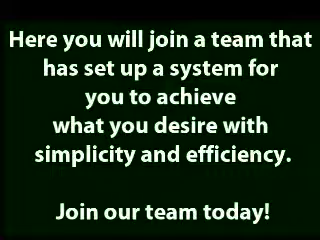 Here you will join a team that
has set up a system for
you to achieve
what you desire with
simplicity and efficiency.
Join our team today!